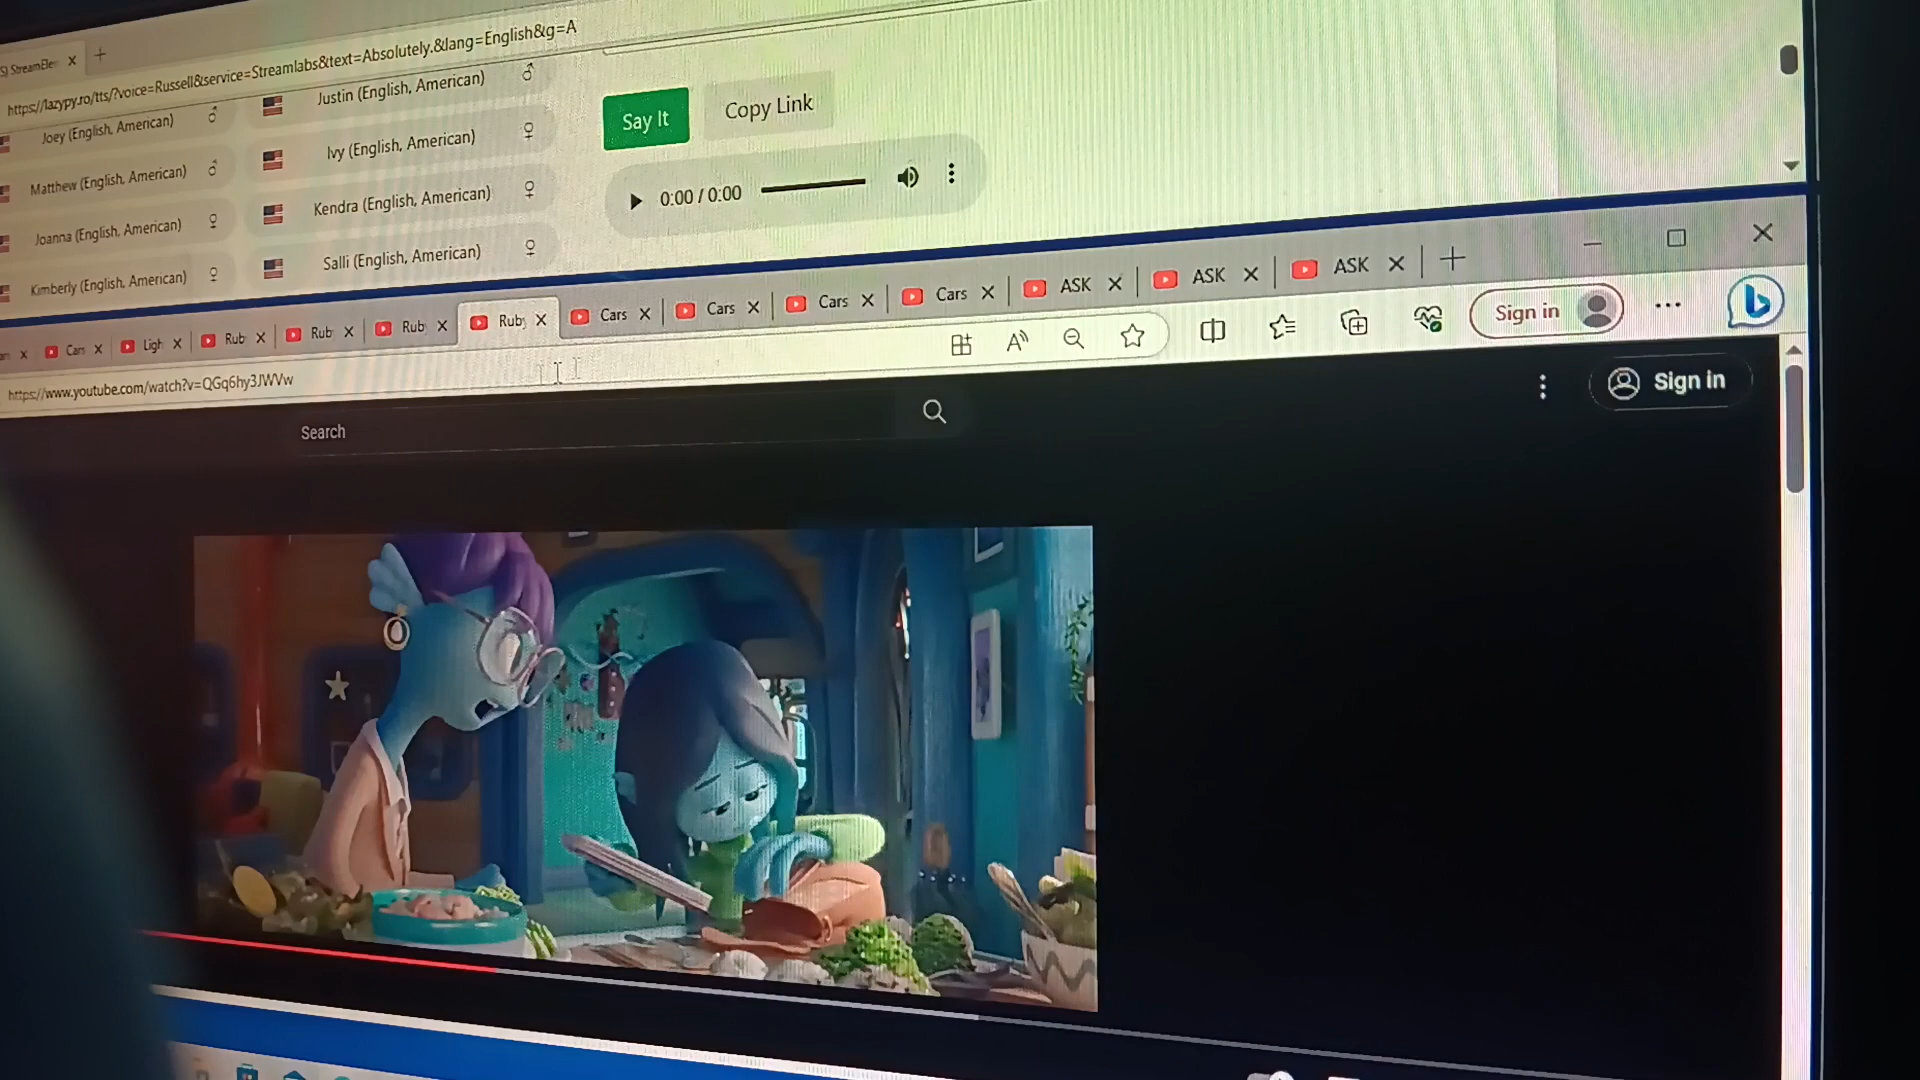 S) StreamEle
https://lazypy.ro/tts/?voice=Russell&service=Streamlabs&text=Absolutely.&lang=English&g=A
Joey (English, American)
Justin (English, American)
Matthew (English, American)
Ivy (English, American)
Joanna (English, American)
Kendra (English, American)
Kimberly (English, American)
Salli (English, American)
Say It
Copy Link
0:00 / 0:00
Cars
Ligh
Rub
Rub
Rub
Ruby
Cars
Cars
Cars
Cars
ASK
ASK
ASK
https://www.youtube.com/watch?v=QGq6hy3JWVw
Sign in
Search
Sign in